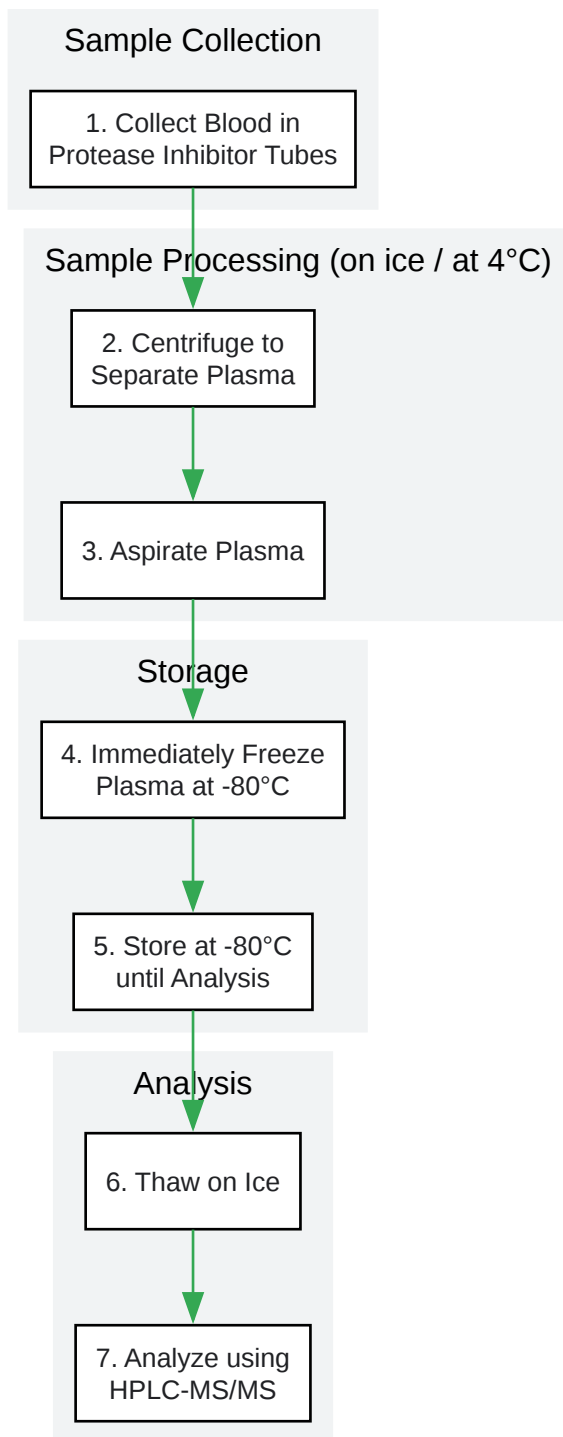 Sample Collection
1. Collect Blood in
Protease Inhibitor Tubes
Sample Processing (on ice / at 4°C)
2. Centrifuge to
Separate Plasma
3. Aspirate Plasma
Storage
4. Immediately Freeze
Plasma at -80°C
5. Store at -80°C
until Analysis
Analysis
6. Thaw on Ice
7. Analyze using
HPLC-MS/MS